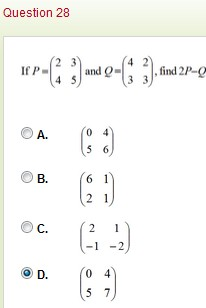 Question 28
If P=(2 3
4 5) and Q=(4 2
3 3), find 2P-Q
A. (0 4
5 6)
B. (6 1
2 1)
C. (2 1
-1 -2)
D. (0 4
5 7)